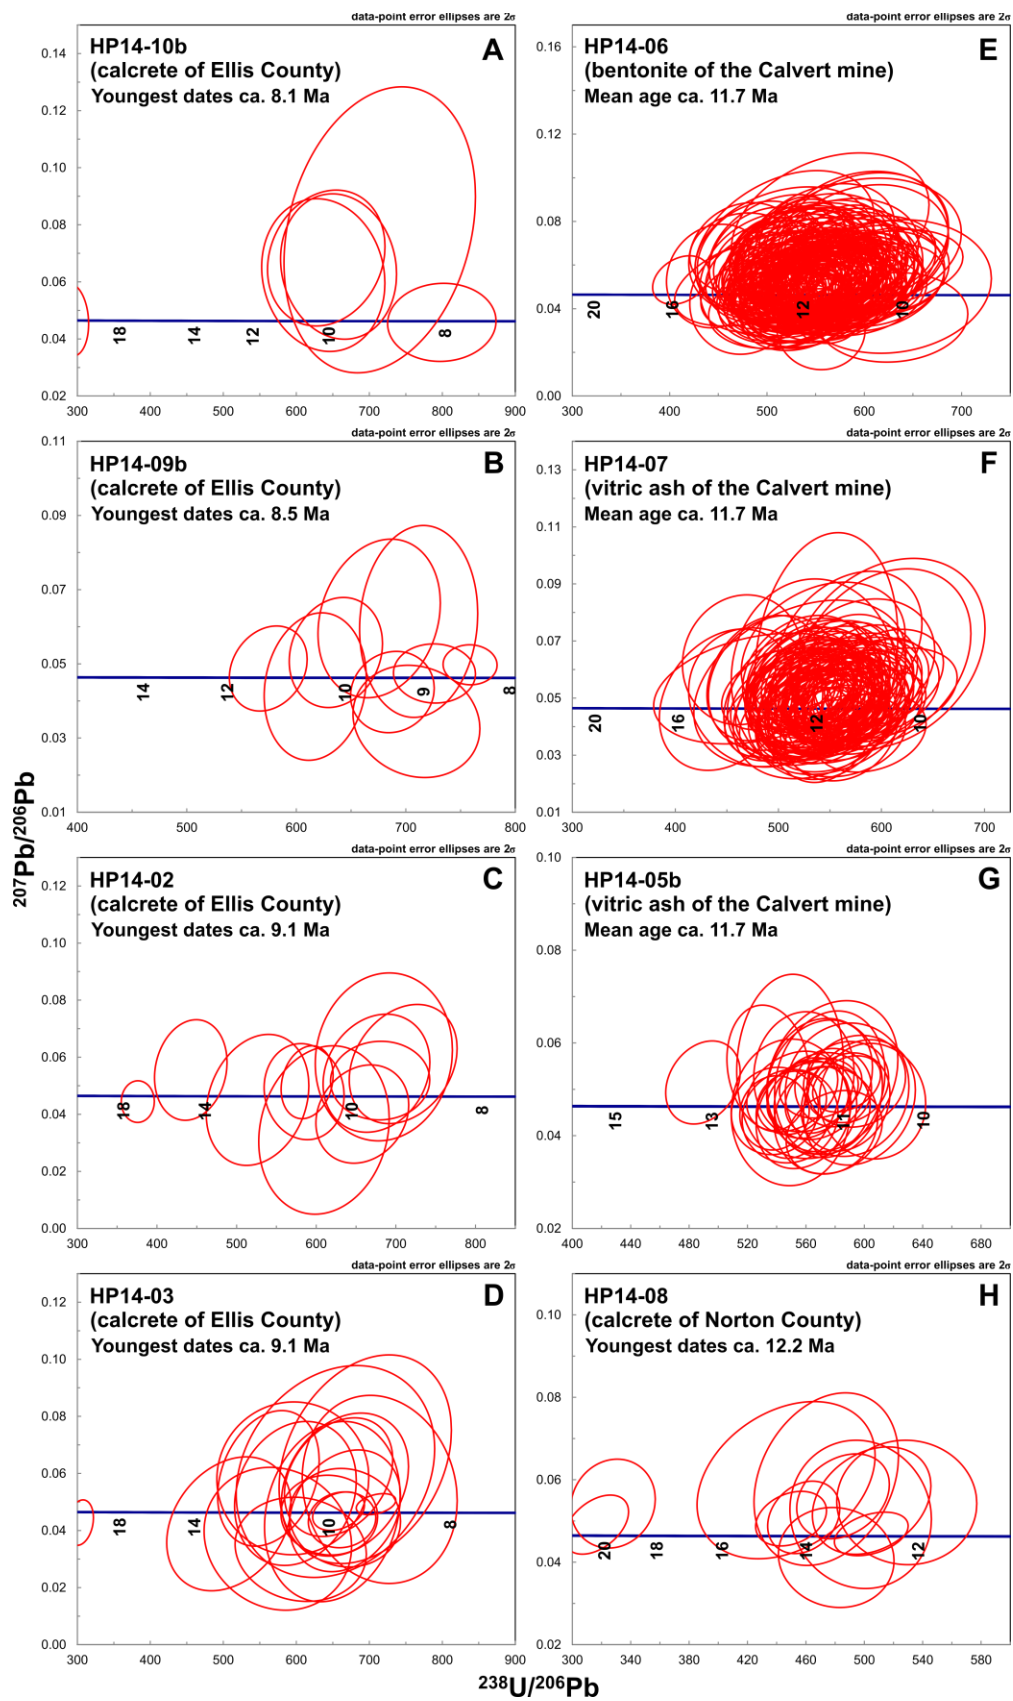 data-point error ellipses are 2σ
HP14-10b
(calcrete of Ellis County)
Youngest dates ca. 8.1 Ma
A
0.15
0.13
0.10
0.08
0.06
0.04
0.02
18
14
12
10
8
300 400 500 600 700 800 900
data-point error ellipses are 2σ
HP14-06
(bentonite of the Calvert mine)
Mean age ca. 11.7 Ma
E
0.16
0.12
0.08
0.04
0.00
20
16
12
10
300 400 500 600 700
data-point error ellipses are 2σ
HP14-09b
(calcrete of Ellis County)
Youngest dates ca. 8.5 Ma
B
0.11
0.09
0.07
0.05
0.03
0.01
14
12
10
9
8
400 500 600 700 800
data-point error ellipses are 2σ
HP14-07
(vitric ash of the Calvert mine)
Mean age ca. 11.7 Ma
F
0.13
0.11
0.09
0.07
0.05
0.03
0.01
20
16
12
10
300 400 500 600 700
data-point error ellipses are 2σ
HP14-02
(calcrete of Ellis County)
Youngest dates ca. 9.1 Ma
C
0.12
0.10
0.08
0.06
0.04
0.02
0.00
18
14
10
8
300 400 500 600 700 800
data-point error ellipses are 2σ
HP14-05b
(vitric ash of the Calvert mine)
Mean age ca. 11.7 Ma
G
0.10
0.08
0.06
0.04
0.02
15
13
11
10
400 440 480 520 560 600 640 680
data-point error ellipses are 2σ
HP14-03
(calcrete of Ellis County)
Youngest dates ca. 9.1 Ma
D
0.12
0.10
0.08
0.06
0.04
0.02
0.00
18
14
10
8
300 400 500 600 700 800 900
data-point error ellipses are 2σ
HP14-08
(calcrete of Norton County)
Youngest dates ca. 12.2 Ma
H
0.10
0.08
0.06
0.04
0.02
20
18
16
14
12
300 340 380 420 460 500 540 580
207Pb/206Pb
238U/206Pb